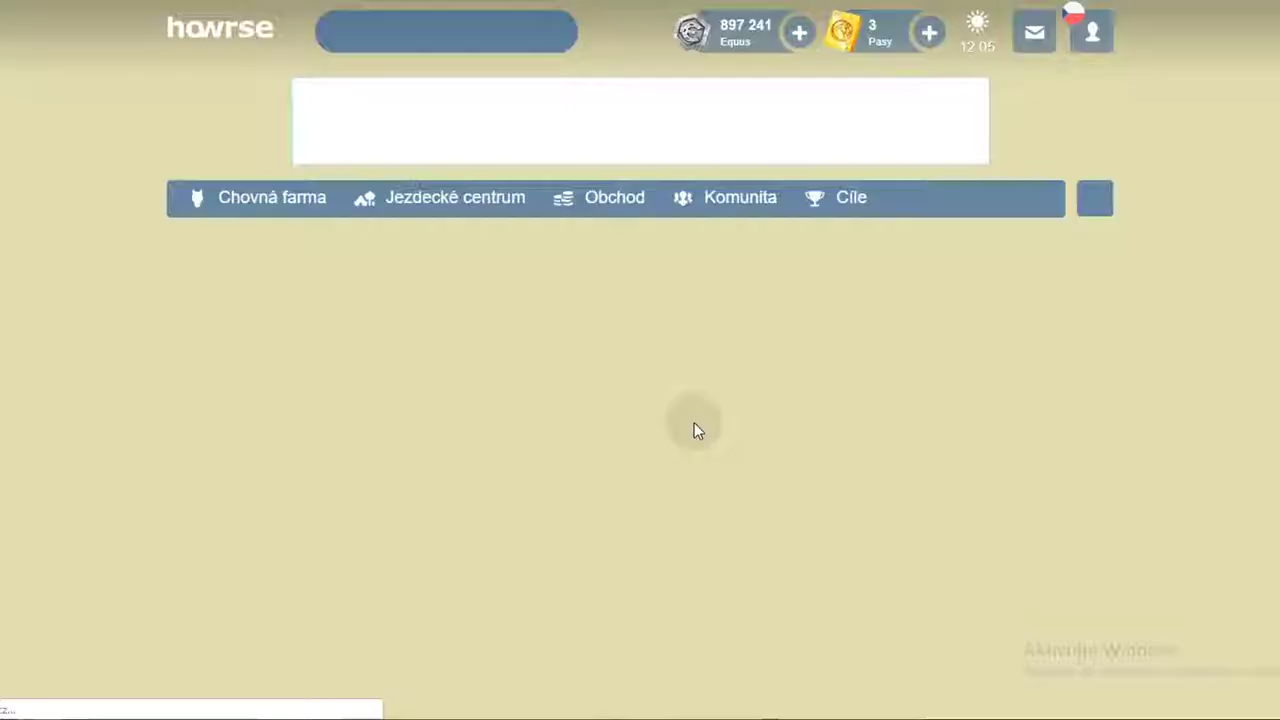 howrse
897 241
Equus
3
Pasy
12 05
Chovná farma
Jezdecké centrum
Obchod
Komunita
Cíle